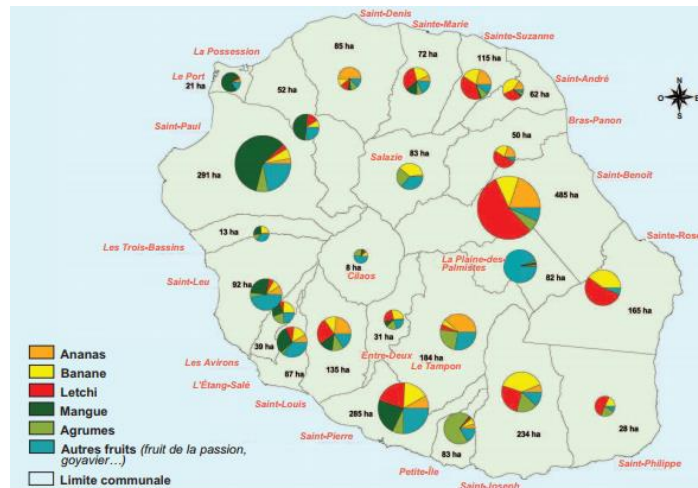 Saint-Denis
Sainte-Marie
Sainte-Suzanne
La Possession
85 ha
72 ha
115 ha
Le Port
21 ha
52 ha
Saint-André
62 ha
N
O
E
S
Saint-Paul
Bras-Panon
50 ha
Salazie
83 ha
Saint-Benoît
291 ha
485 ha
13 ha
Sainte-Rose
Les Trois-Bassins
La Plaine-des-
Palmistes
8 ha
Cilaos
Saint-Leu
92 ha
82 ha
165 ha
Ananas
Banane
Letchi
Mangue
Agrumes
Autres fruits (fruit de la passion,
goyavier…)
Limite communale
39 ha
31 ha
Entre-Deux
Les Avirons
87 ha
135 ha
184 ha
Le Tampon
L'Étang-Salé
Saint-Louis
285 ha
Saint-Pierre
234 ha
28 ha
83 ha
Saint-Philippe
Petite-Île
Saint-Joseph